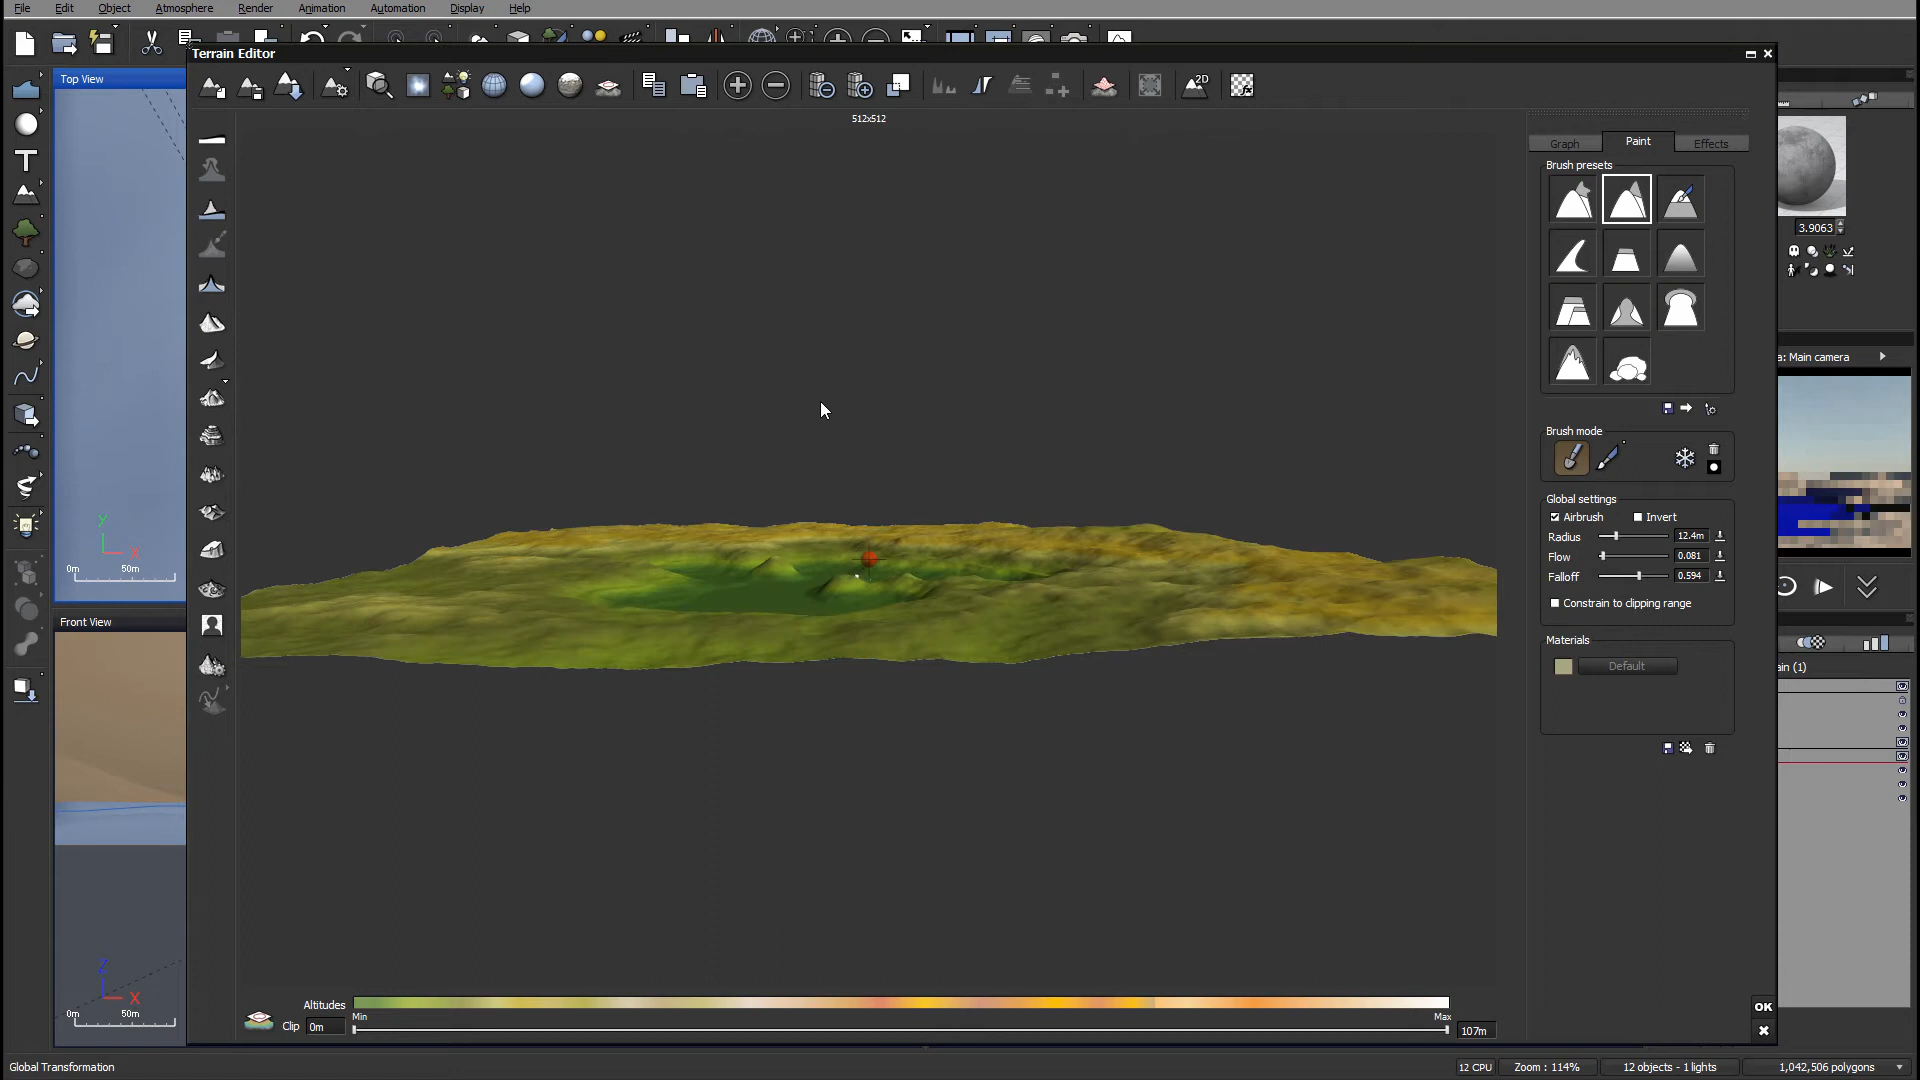 File Edit Object Atmosphere Render Animation Automation Display Help
Terrain Editor
Top View
2D
512x512
Graph Paint Effects
Brush presets
3.9063
a: Main camera
Brush mode
Global settings
Airbrush Invert
Radius 12.4m
Flow 0.081
Falloff 0.594
Constrain to clipping range
Materials
Default
ain (1)
Y
X
0m 50m
Front View
Z
X
0m 50m
Altitudes
Min Max
Clip 0m 107m
OK
Global Transformation 12 CPU Zoom : 114% 12 objects - 1 lights 1,042,506 polygons